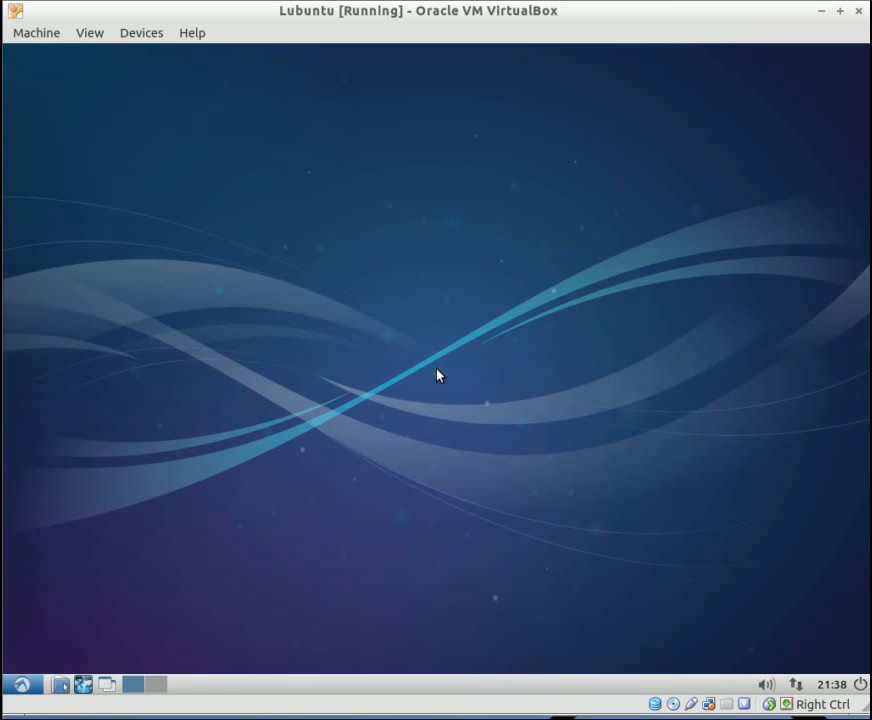 Lubuntu [Running] - Oracle VM VirtualBox
Machine View Devices Help
21:38
Right Ctrl